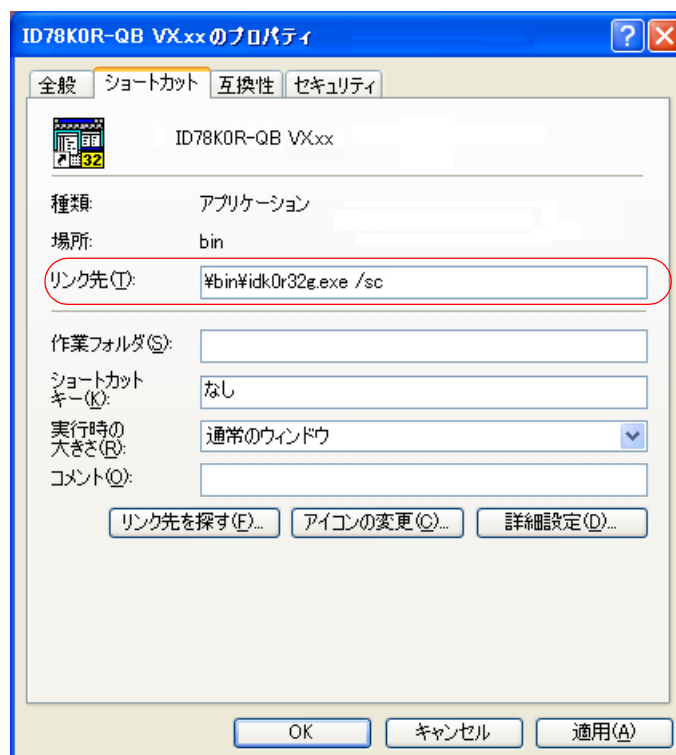 ID78K0R-QB VX.xxのプロパティ
全般 ショートカット 互換性 セキュリティ
32
ID78K0R-QB VX.xx
種類: アプリケーション
場所: bin
リンク先(T): ¥bin¥idk0r32g.exe /sc
作業フォルダ(S):
ショートカット
キー(K): なし
実行時の
大きさ(R): 通常のウィンドウ
コメント(O):
リンク先を探す(F)... アイコンの変更(C)... 詳細設定(D)...
OK キャンセル 適用(A)